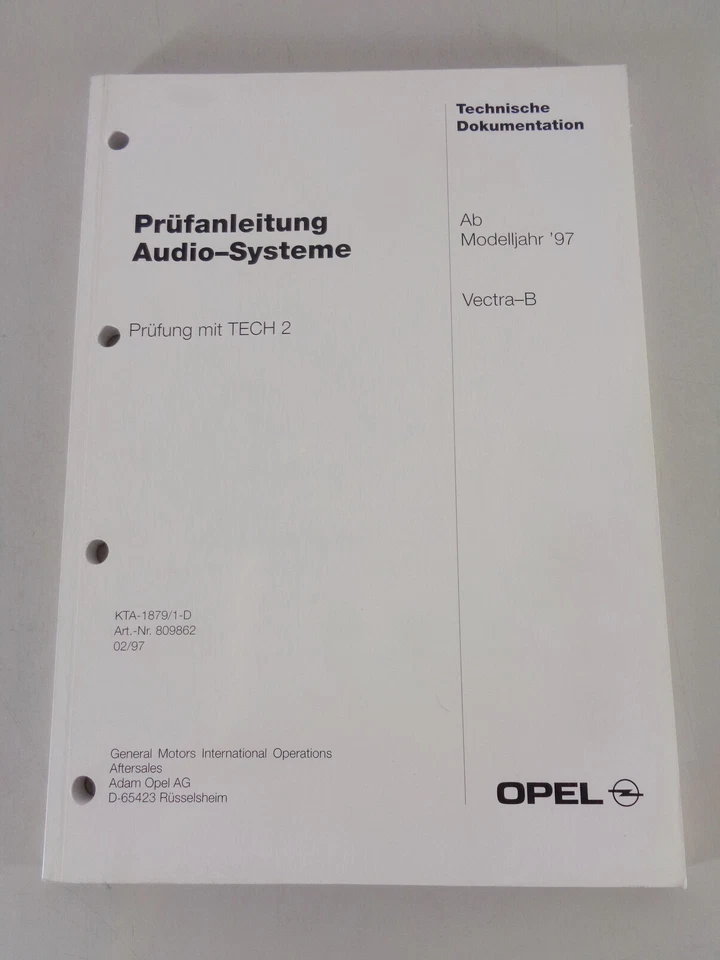 Technische
Dokumentation
Prüfanleitung
Audio–Systeme
Ab
Modelljahr '97
Vectra–B
Prüfung mit TECH 2
KTA-1879/1-D
Art.-Nr. 809862
02/97
General Motors International Operations
Aftersales
Adam Opel AG
D-65423 Rüsselsheim
OPEL